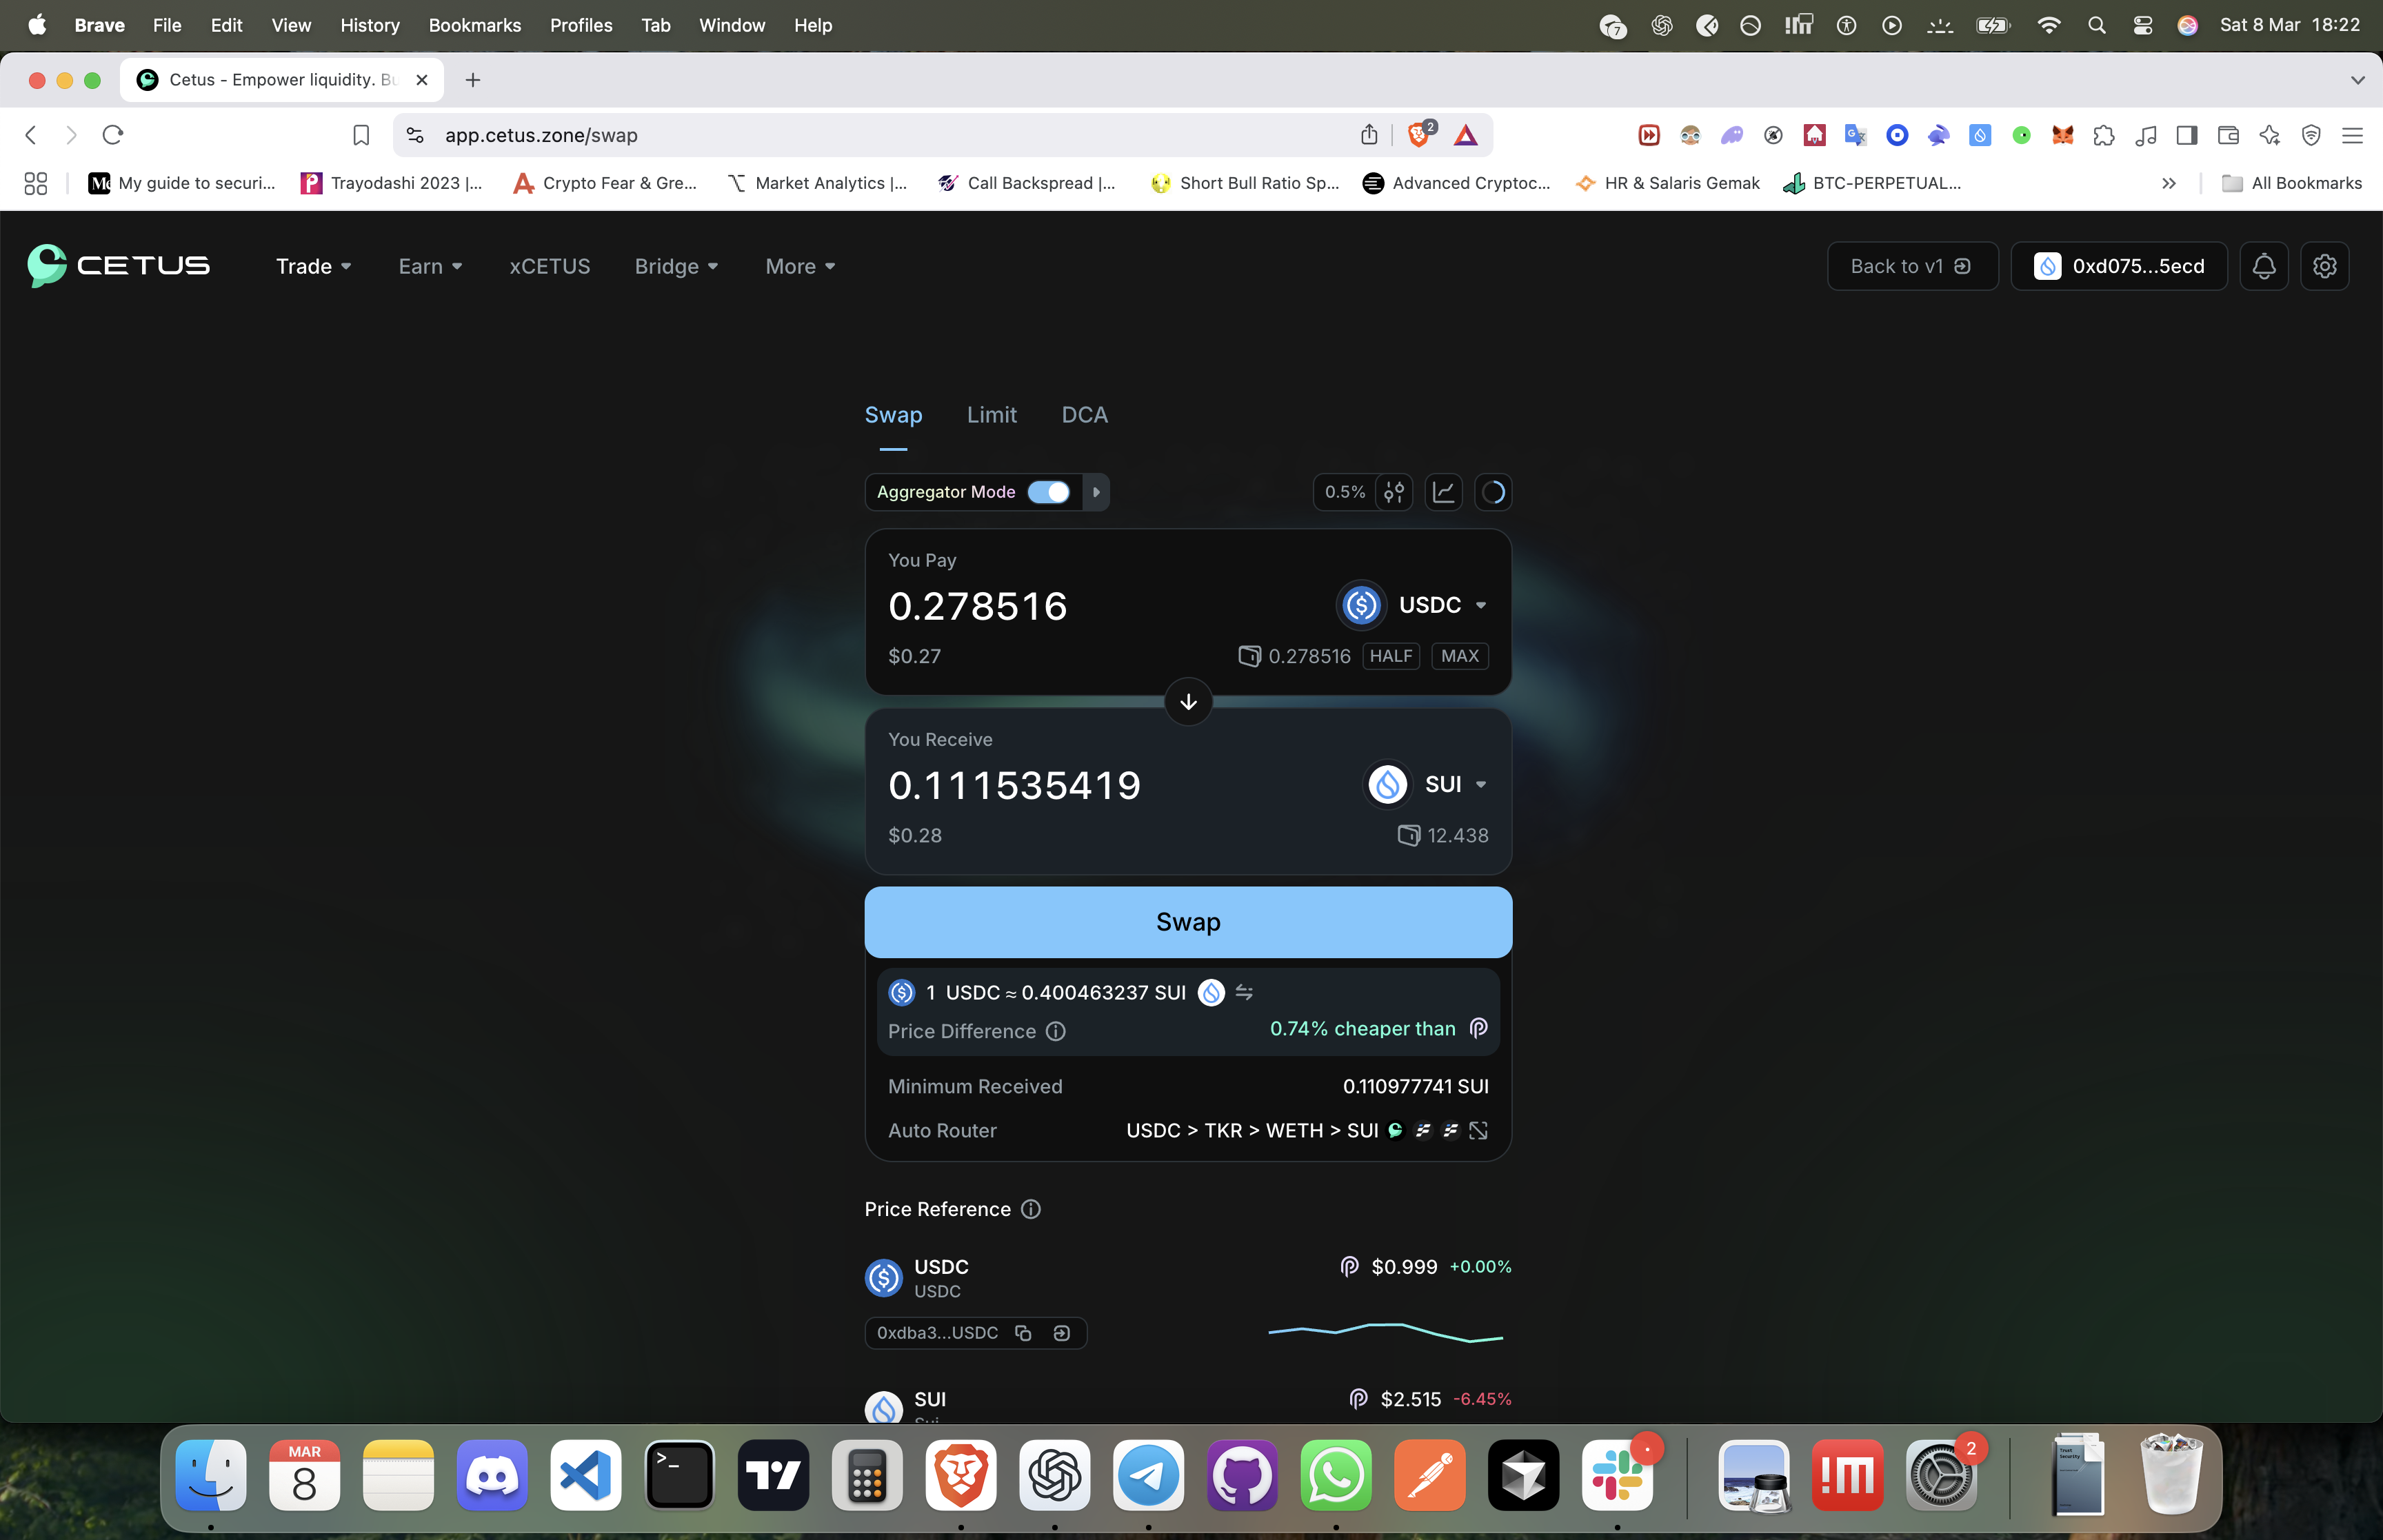 Brave File Edit View History Bookmarks Profiles Tab Window Help 7 Sat 8 Mar 18:22
Cetus - Empower liquidity. Bu
app.cetus.zone/swap 2
My guide to securi... Trayodashi 2023 |... Crypto Fear & Gre... Market Analytics |... Call Backspread |... Short Bull Ratio Sp... Advanced Cryptoc... HR & Salaris Gemak BTC-PERPETUAL... All Bookmarks
CETUS Trade Earn xCETUS Bridge More Back to v1 0xd075...5ecd
Swap Limit DCA
Aggregator Mode 0.5%
You Pay
0.278516 USDC
$0.27 0.278516 HALF MAX
You Receive
0.111535419 SUI
$0.28 12.438
Swap
1 USDC ≈ 0.400463237 SUI
Price Difference 0.74% cheaper than
Minimum Received 0.110977741 SUI
Auto Router USDC > TKR > WETH > SUI
Price Reference
USDC $0.999 +0.00%
USDC
0xdba3...USDC
SUI $2.515 -6.45%
MAR
8
2